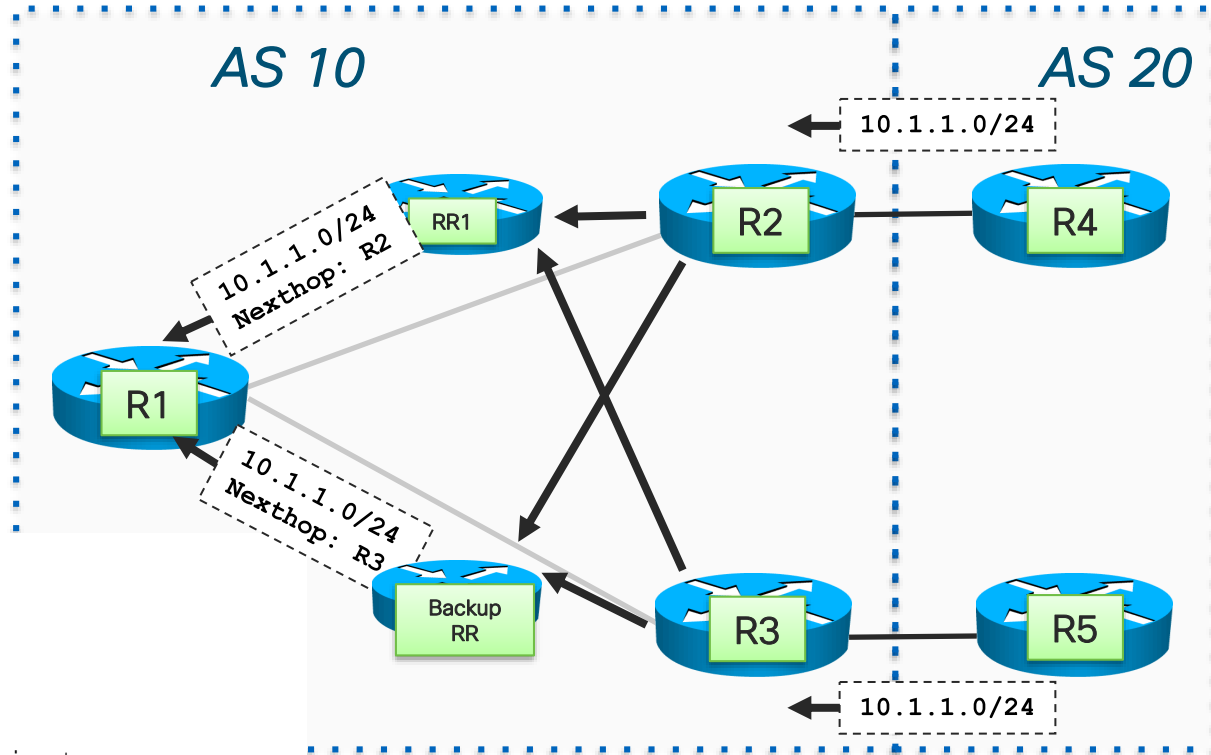 AS 10
AS 20
10.1.1.0/24
RR1
R2
R4
10.1.1.0/24
Nexthop: R2
R1
10.1.1.0/24
Nexthop: R3
Backup
RR
R3
R5
10.1.1.0/24